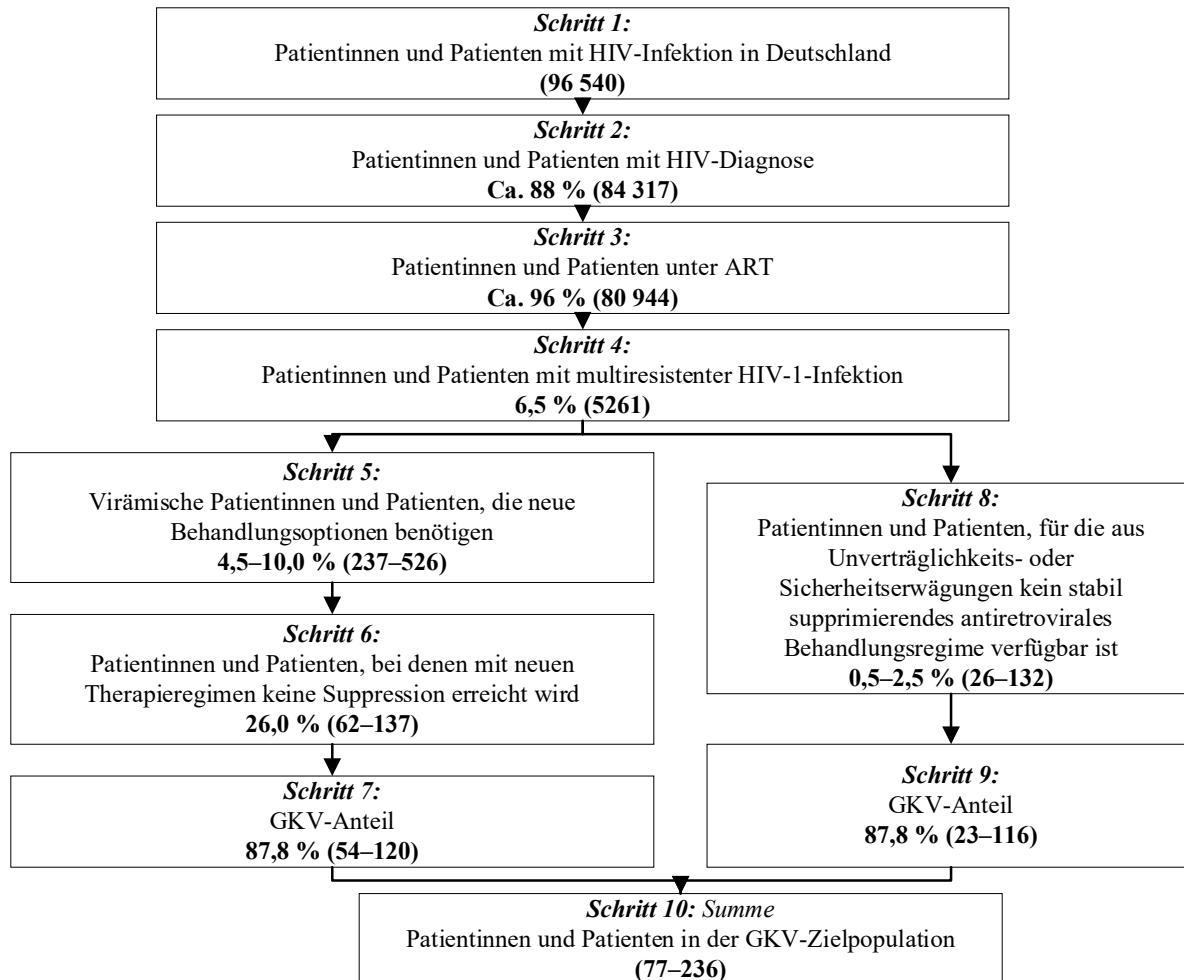 Schritt 1:
Patientinnen und Patienten mit HIV-Infektion in Deutschland
(96 540)
Schritt 2:
Patientinnen und Patienten mit HIV-Diagnose
Ca. 88 % (84 317)
Schritt 3:
Patientinnen und Patienten unter ART
Ca. 96 % (80 944)
Schritt 4:
Patientinnen und Patienten mit multiresistenter HIV-1-Infektion
6,5 % (5261)
Schritt 5:
Virämische Patientinnen und Patienten, die neue
Behandlungsoptionen benötigen
4,5–10,0 % (237–526)
Schritt 6:
Patientinnen und Patienten, bei denen mit neuen
Therapieregimen keine Suppression erreicht wird
26,0 % (62–137)
Schritt 7:
GKV-Anteil
87,8 % (54–120)
Schritt 8:
Patientinnen und Patienten, für die aus
Unverträglichkeits- oder
Sicherheitserwägungen kein stabil
supprimierendes antiretrovirales
Behandlungsregime verfügbar ist
0,5–2,5 % (26–132)
Schritt 9:
GKV-Anteil
87,8 % (23–116)
Schritt 10: Summe
Patientinnen und Patienten in der GKV-Zielpopulation
(77–236)